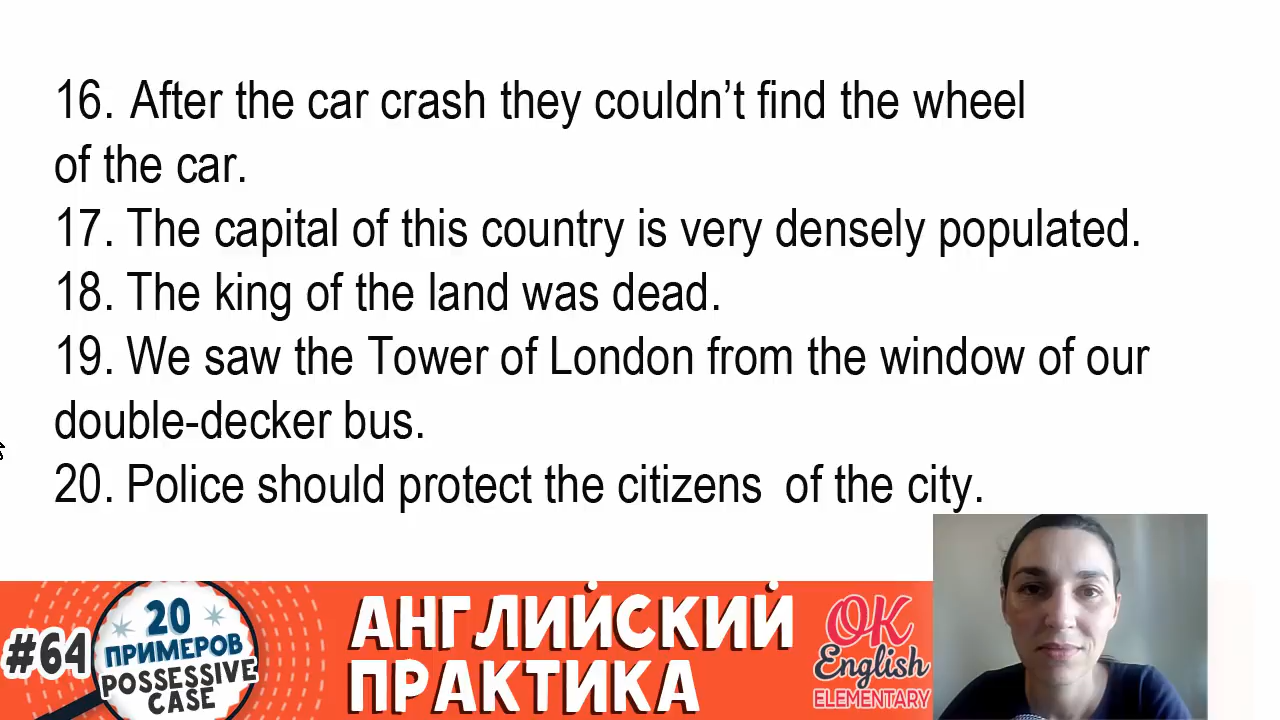 16. After the car crash they couldn’t find the wheel
of the car.
17. The capital of this country is very densely populated.
18. The king of the land was dead.
19. We saw the Tower of London from the window of our
double-decker bus.
20. Police should protect the citizens of the city.
#64
20
ПРИМЕРОВ
POSSESSIVE
CASE
АНГЛИЙСКИЙ
ПРАКТИКА
OK
English
ELEMENTARY